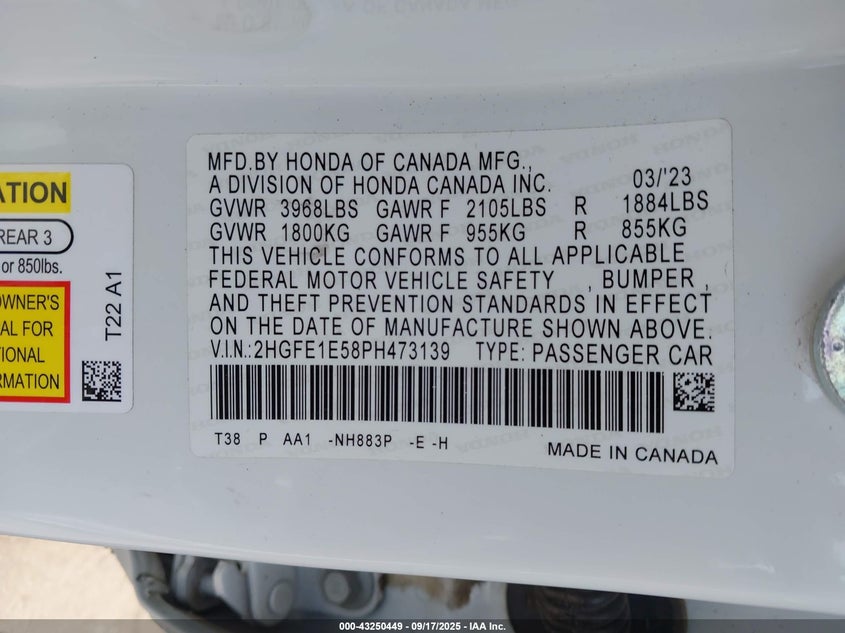 MFD.BY HONDA OF CANADA MFG.,
A DIVISION OF HONDA CANADA INC. 03/'23
GVWR 3968LBS GAWR F 2105LBS R 1884LBS
GVWR 1800KG GAWR F 955KG R 855KG
THIS VEHICLE CONFORMS TO ALL APPLICABLE
FEDERAL MOTOR VEHICLE SAFETY , BUMPER ,
AND THEFT PREVENTION STANDARDS IN EFFECT
ON THE DATE OF MANUFACTURE SHOWN ABOVE.
V.I.N.:2HGFE1E58PH473139 TYPE: PASSENGER CAR
T38 P AA1 -NH883P -E -H
MADE IN CANADA
ATION
REAR 3
or 850lbs.
OWNER'S
AL FOR
TIONAL
RMATION
T22 A1
000-43250449 - 09/17/2025 - IAA Inc.